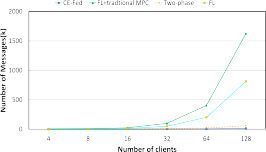 CE-Fed FL+tradtional MPC Two-phase FL
2000
1500
1000
500
0
4 8 16 32 64 128
Number of Messages(k)
Number of clients